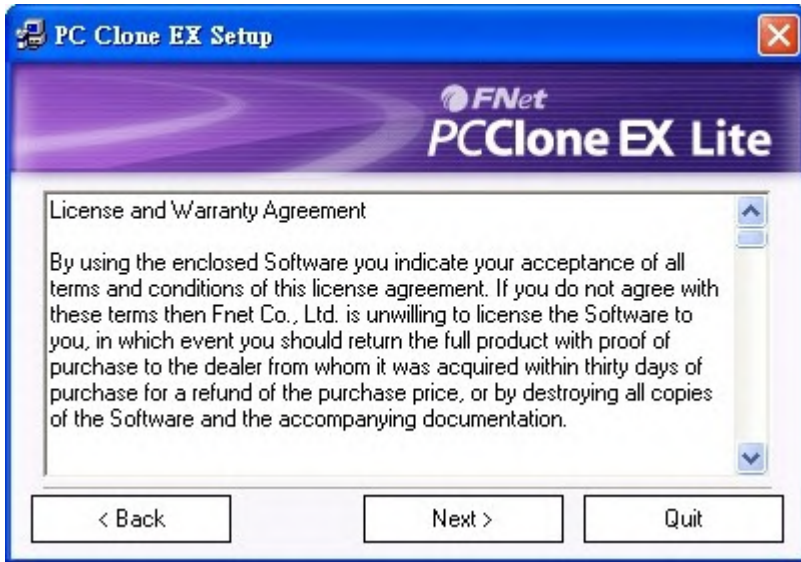 PC Clone EX Setup
FNet
PCClone EX Lite
License and Warranty Agreement
By using the enclosed Software you indicate your acceptance of all
terms and conditions of this license agreement. If you do not agree with
these terms then Fnet Co., Ltd. is unwilling to license the Software to
you, in which event you should return the full product with proof of
purchase to the dealer from whom it was acquired within thirty days of
purchase for a refund of the purchase price, or by destroying all copies
of the Software and the accompanying documentation.
< Back
Next >
Quit